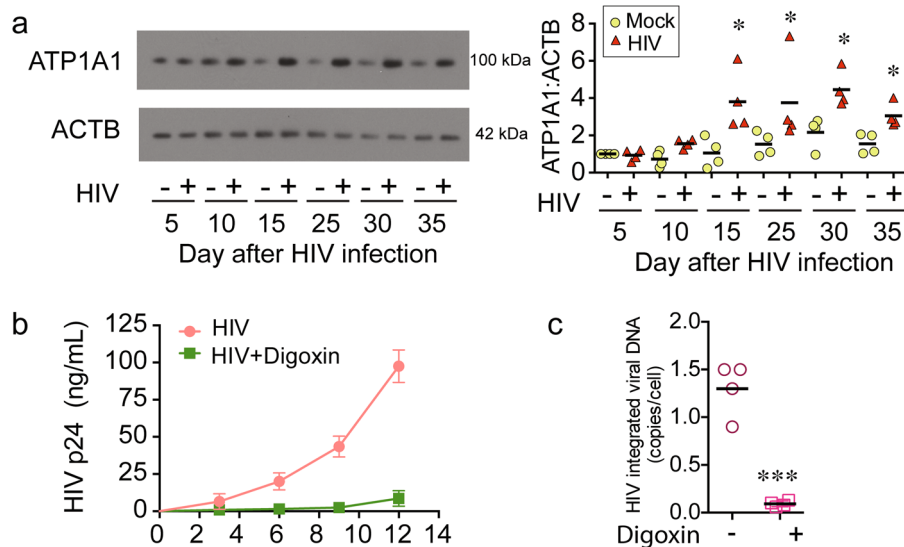 a
ATP1A1
100 kDa
ACTB
42 kDa
HIV - + - + - + - + - + - +
5 10 15 25 30 35
Day after HIV infection
ATP1A1:ACTB
8
6
4
2
0
Mock
HIV
* * * *
*
HIV - + - + - + - + - + - +
5 10 15 25 30 35
Day after HIV infection
b
HIV p24 (ng/mL)
125
100
75
50
25
0
HIV
HIV+Digoxin
0 2 4 6 8 10 12 14
c
HIV integrated viral DNA
(copies/cell)
2.0
1.5
1.0
0.5
0.0
***
Digoxin - +